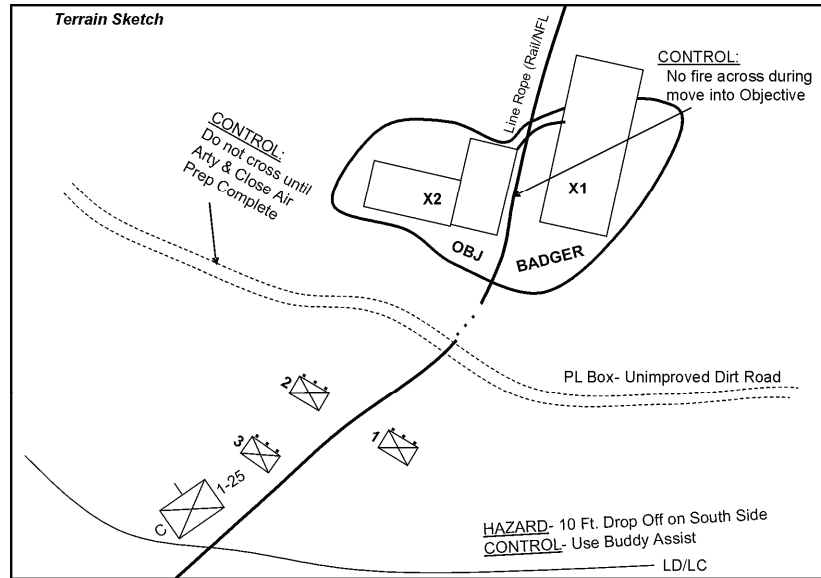 Terrain Sketch
CONTROL:
No fire across during
move into Objective
Line Rope (Rail/NFL
CONTROL:
Do not cross until
Arty & Close Air
Prep Complete
X2
X1
OBJ BADGER
PL Box- Unimproved Dirt Road
2
3
1
C 1-25
HAZARD- 10 Ft. Drop Off on South Side
CONTROL- Use Buddy Assist
LD/LC